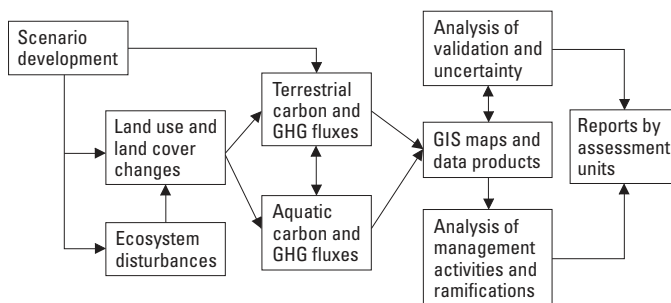 Scenario
development
Land use and
land cover
changes
Ecosystem
disturbances
Terrestrial
carbon and
GHG fluxes
Aquatic
carbon and
GHG fluxes
Analysis of
validation and
uncertainty
GIS maps and
data products
Analysis of
management
activities and
ramifications
Reports by
assessment
units